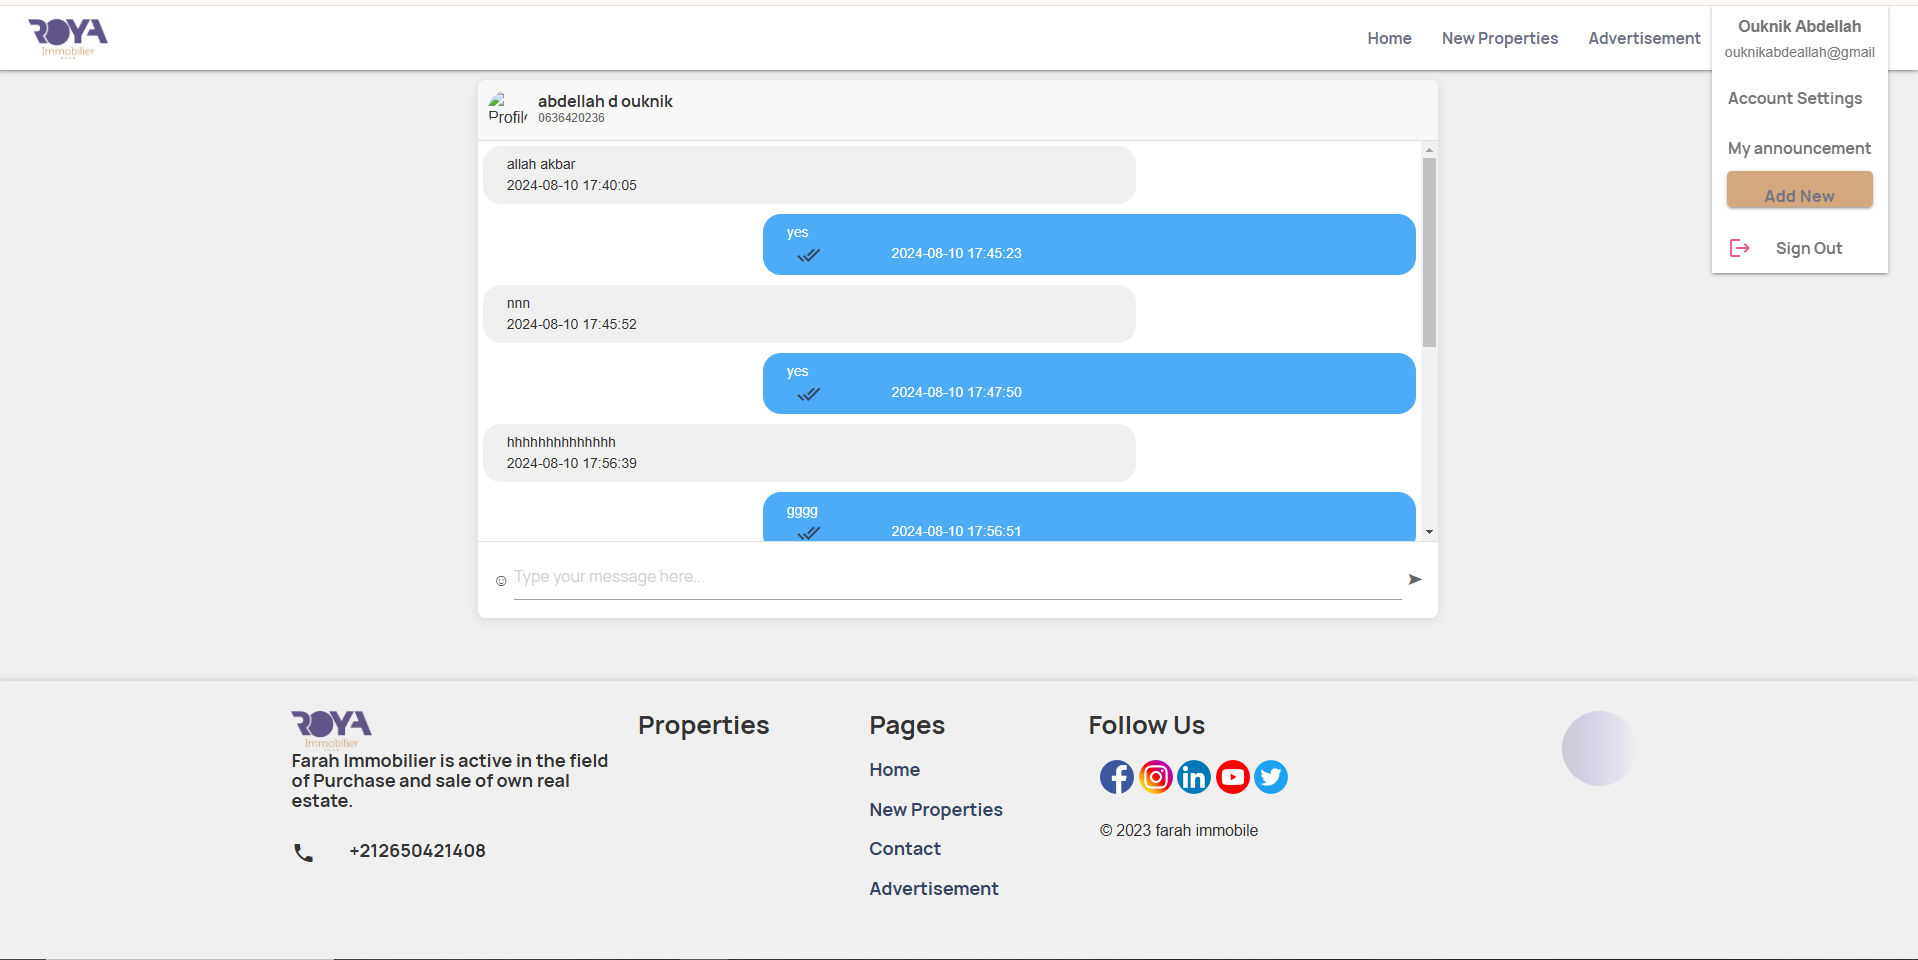 ROYA
Immobilier
Home
New Properties
Advertisement
Ouknik Abdellah
ouknikabdeallah@gmail
Account Settings
My announcement
Add New
Sign Out
abdellah d ouknik
0636420236
allah akbar
2024-08-10 17:40:05
yes
2024-08-10 17:45:23
nnn
2024-08-10 17:45:52
yes
2024-08-10 17:47:50
hhhhhhhhhhhhhh
2024-08-10 17:56:39
gggg
2024-08-10 17:56:51
Type your message here...
ROYA
Immobilier
Farah Immobilier is active in the field
of Purchase and sale of own real
estate.
+212650421408
Properties
Pages
Home
New Properties
Contact
Advertisement
Follow Us
in
© 2023 farah immobile